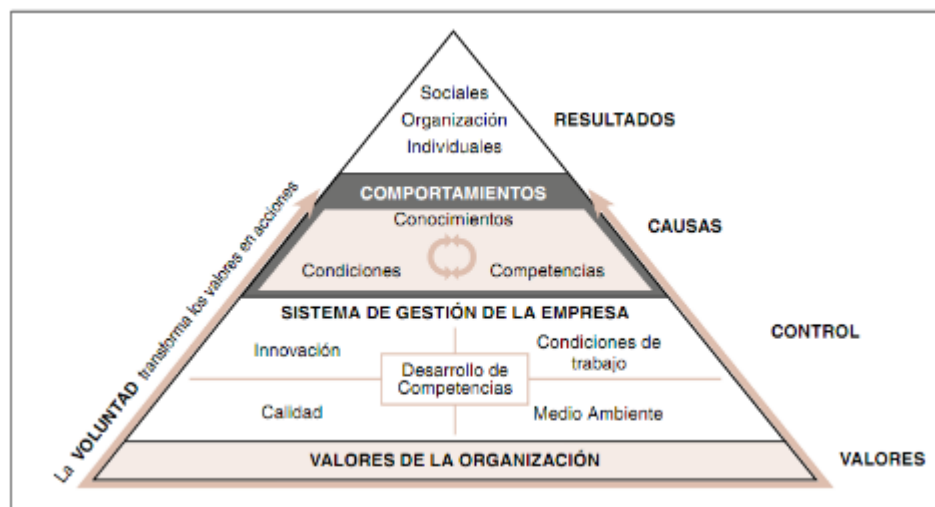 Sociales
Organización
Individuales
RESULTADOS
COMPORTAMIENTOS
Conocimientos
Condiciones
Competencias
CAUSAS
La VOLUNTAD transforma los valores en acciones
SISTEMA DE GESTIÓN DE LA EMPRESA
Innovación
Condiciones de
trabajo
Desarrollo de
Competencias
Calidad
Medio Ambiente
CONTROL
VALORES DE LA ORGANIZACIÓN
VALORES